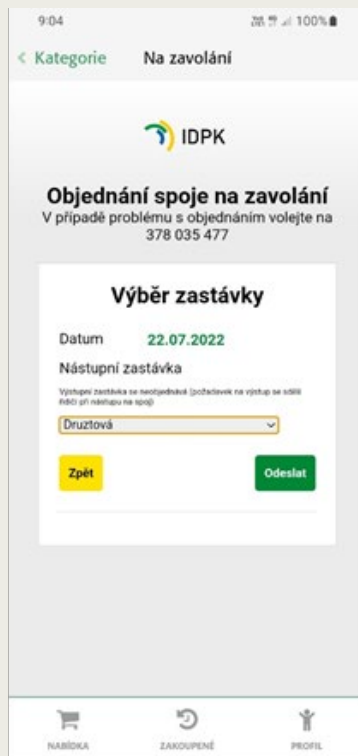 9:04
100%
Kategorie Na zavolání
IDPK
Objednání spoje na zavolání
V případě problému s objednáním volejte na
378 035 477
Výběr zastávky
Datum 22.07.2022
Nástupní zastávka
Výstupní zastávka se neobjednává (požadavek na výstup se sdělí
řidiči při nástupu na spoj)
Druztová
Zpět Odeslat
NABÍDKA ZAKOUPENÉ PROFIL